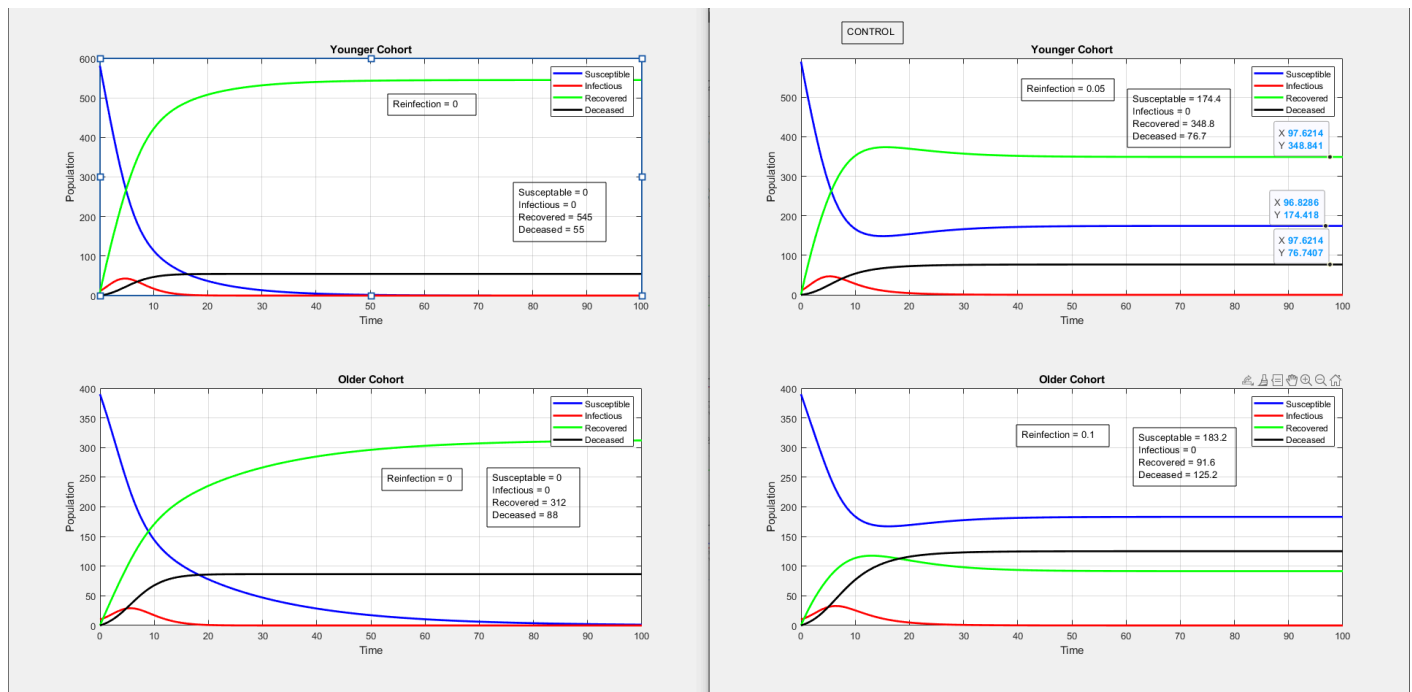 Younger Cohort
600
500
400
300
200
100
0
Population
0 10 20 30 40 50 60 70 80 90 100
Time
Susceptible
Infectious
Recovered
Deceased
Reinfection = 0
Susceptable = 0
Infectious = 0
Recovered = 545
Deceased = 55
CONTROL
Younger Cohort
500
400
300
200
100
0
Population
0 10 20 30 40 50 60 70 80 90 100
Time
Susceptible
Infectious
Recovered
Deceased
Reinfection = 0.05
Susceptable = 174.4
Infectious = 0
Recovered = 348.8
Deceased = 76.7
X 97.6214
Y 348.841
X 96.8286
Y 174.418
X 97.6214
Y 76.7407
Older Cohort
400
350
300
250
200
150
100
50
0
Population
0 10 20 30 40 50 60 70 80 90 100
Time
Susceptible
Infectious
Recovered
Deceased
Reinfection = 0
Susceptable = 0
Infectious = 0
Recovered = 312
Deceased = 88
Older Cohort
400
350
300
250
200
150
100
50
0
Population
0 10 20 30 40 50 60 70 80 90 100
Time
Susceptible
Infectious
Recovered
Deceased
Reinfection = 0.1
Susceptable = 183.2
Infectious = 0
Recovered = 91.6
Deceased = 125.2